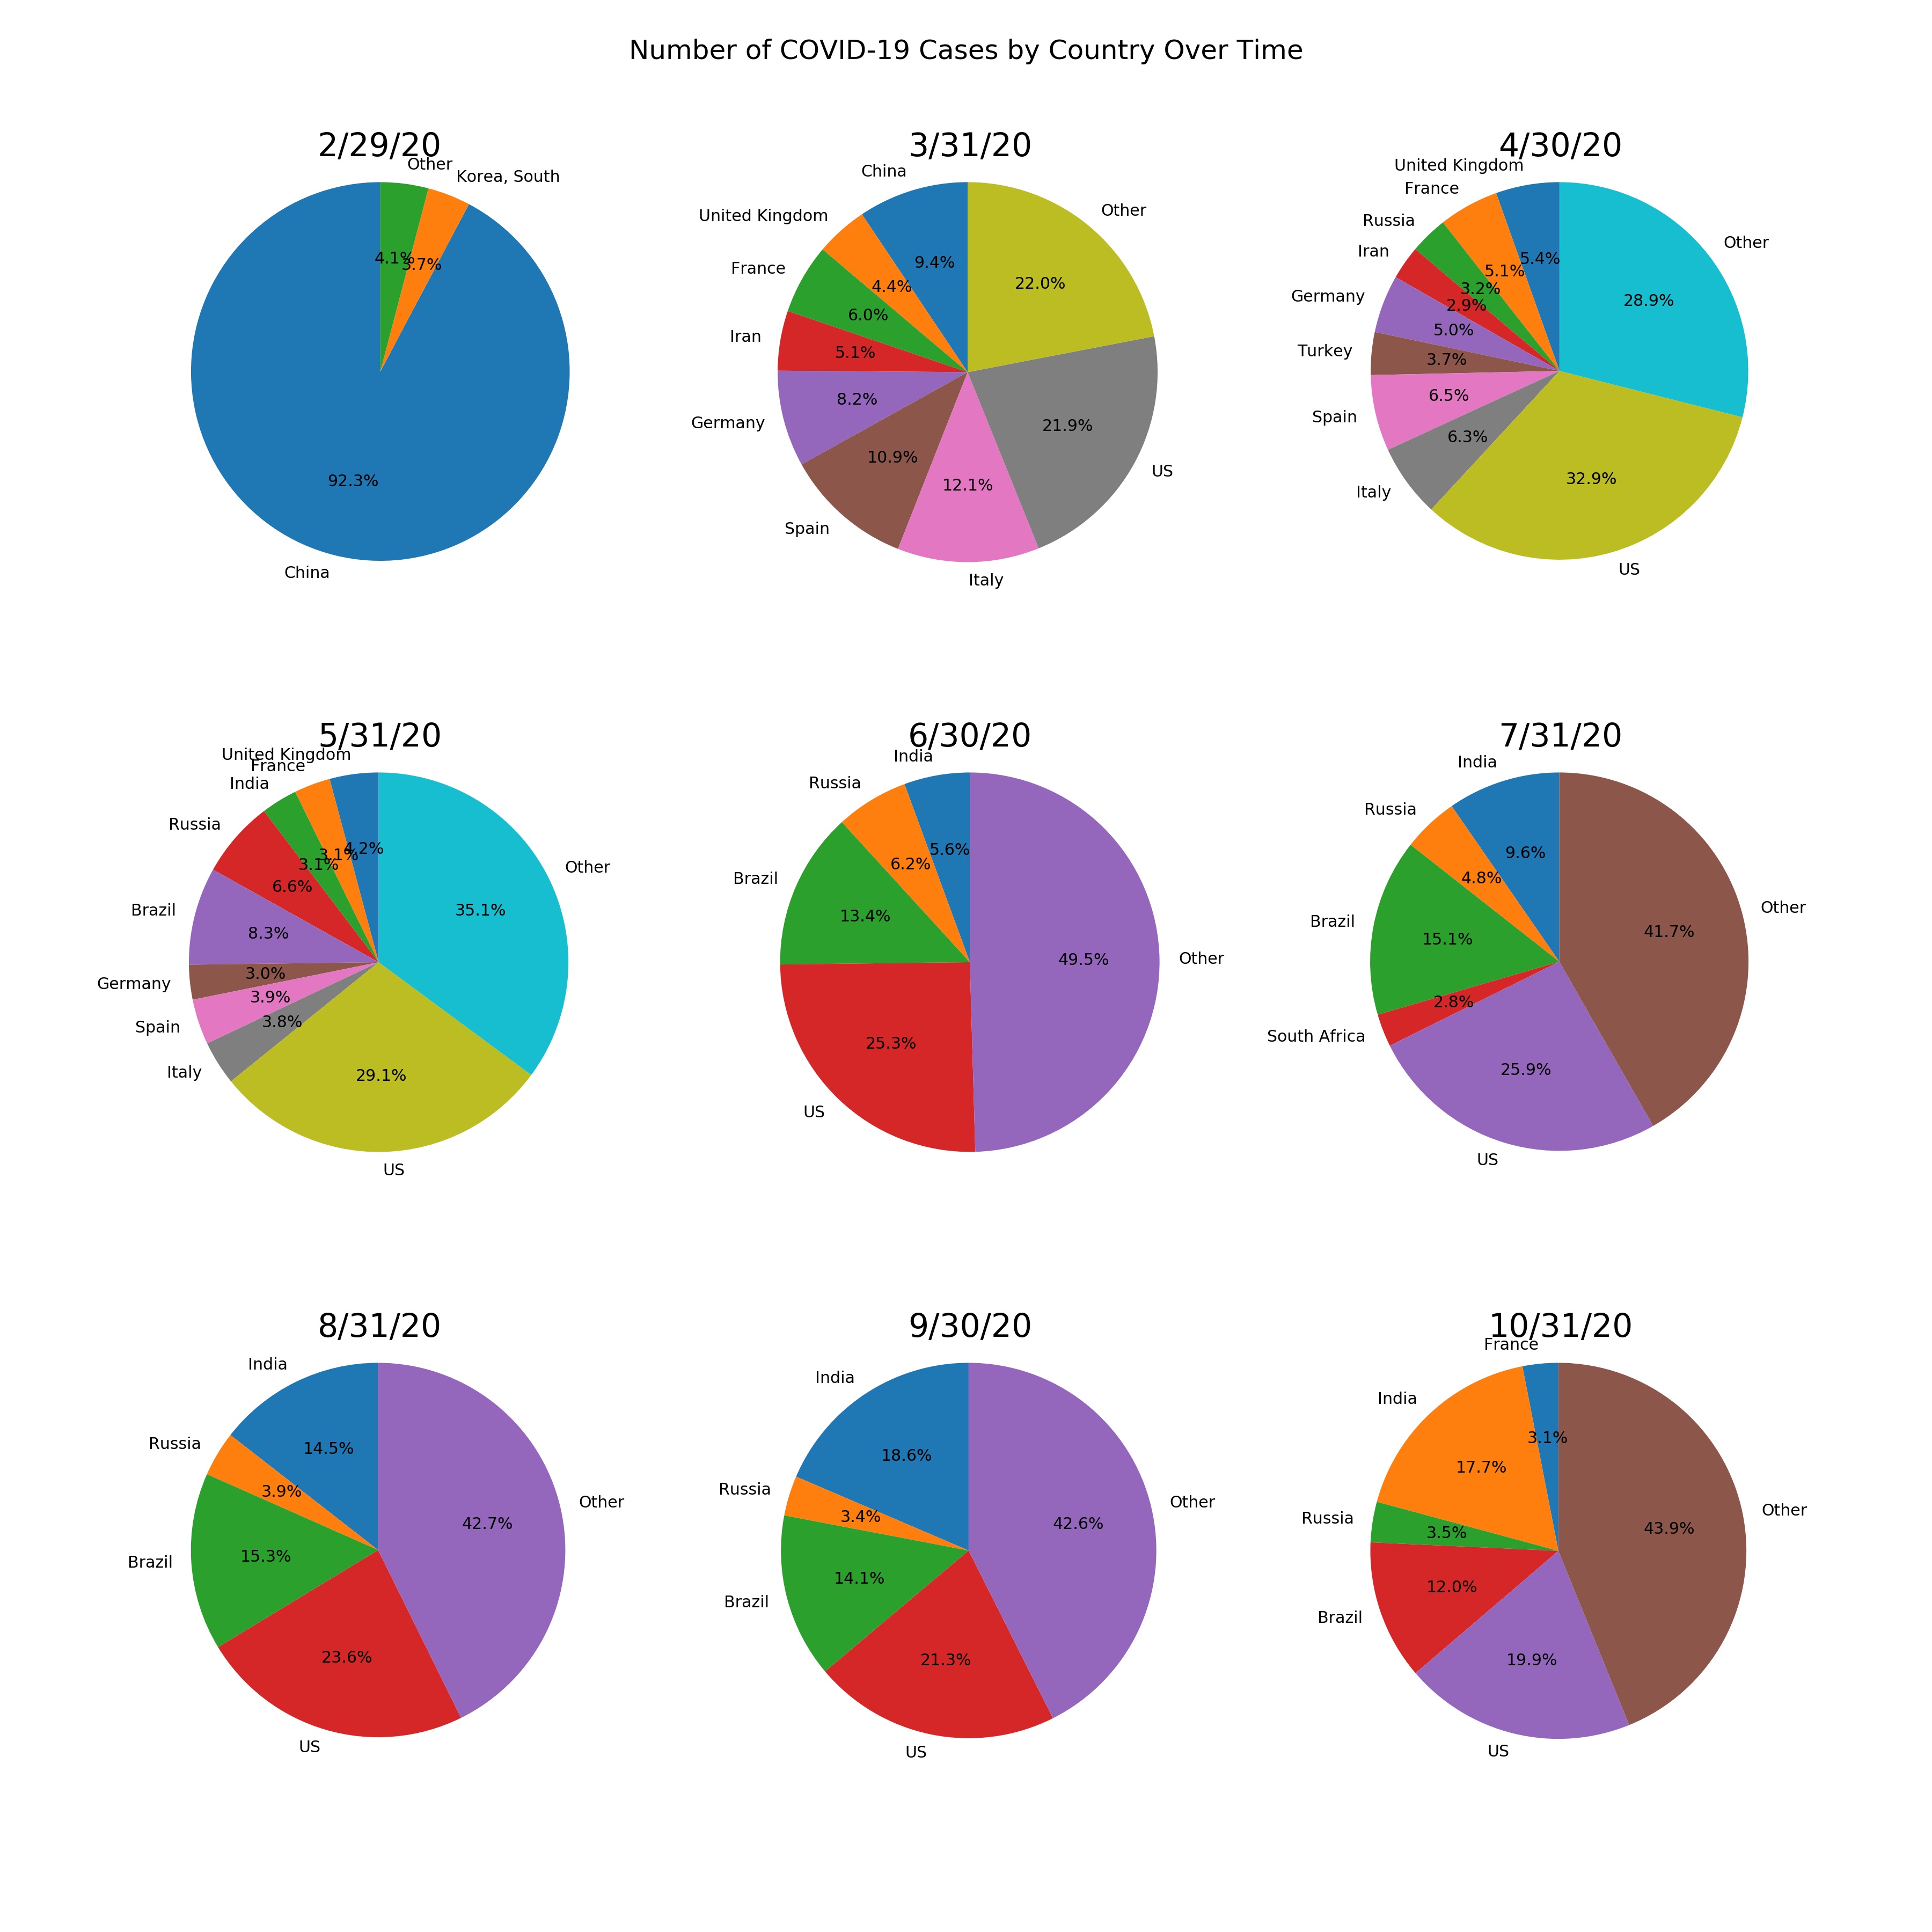 Number of COVID-19 Cases by Country Over Time
2/29/20
Other
Korea, South
4.1%
3.7%
92.3%
China
3/31/20
China
Other
United Kingdom
France
Iran
Germany
Spain
Italy
US
9.4%
4.4%
6.0%
5.1%
8.2%
10.9%
12.1%
21.9%
22.0%
4/30/20
United Kingdom
France
Russia
Iran
Germany
Turkey
Spain
Italy
US
Other
5.4%
5.1%
3.2%
2.9%
5.0%
3.7%
6.5%
6.3%
32.9%
28.9%
5/31/20
United Kingdom
France
India
Russia
Brazil
Germany
Spain
Italy
US
Other
4.2%
3.1%
3.1%
6.6%
8.3%
3.0%
3.9%
3.8%
29.1%
35.1%
6/30/20
India
Russia
Brazil
US
Other
5.6%
6.2%
13.4%
25.3%
49.5%
7/31/20
India
Russia
Brazil
South Africa
US
Other
9.6%
4.8%
15.1%
2.8%
25.9%
41.7%
8/31/20
India
Russia
Brazil
US
Other
14.5%
3.9%
15.3%
23.6%
42.7%
9/30/20
India
Russia
Brazil
US
Other
18.6%
3.4%
14.1%
21.3%
42.6%
10/31/20
France
India
Russia
Brazil
US
Other
3.1%
17.7%
3.5%
12.0%
19.9%
43.9%